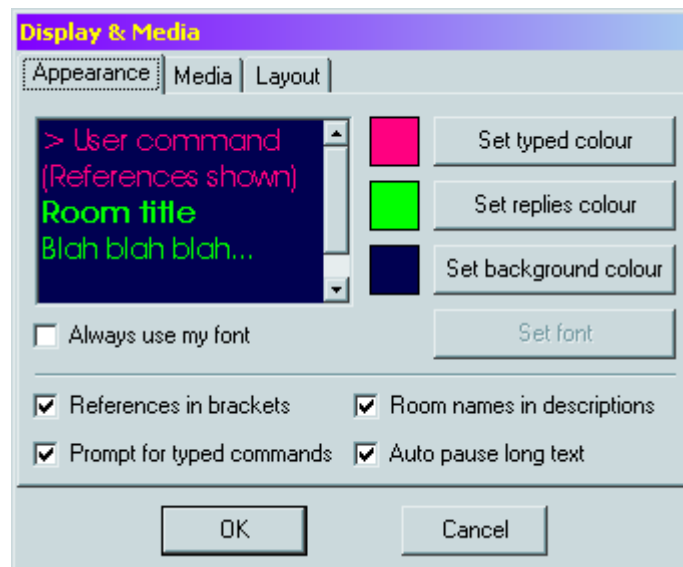 Display & Media
Appearance Media Layout
> User command
(References shown)
Room title
Blah blah blah...
Set typed colour
Set replies colour
Set background colour
Always use my font
Set font
References in brackets
Room names in descriptions
Prompt for typed commands
Auto pause long text
OK
Cancel